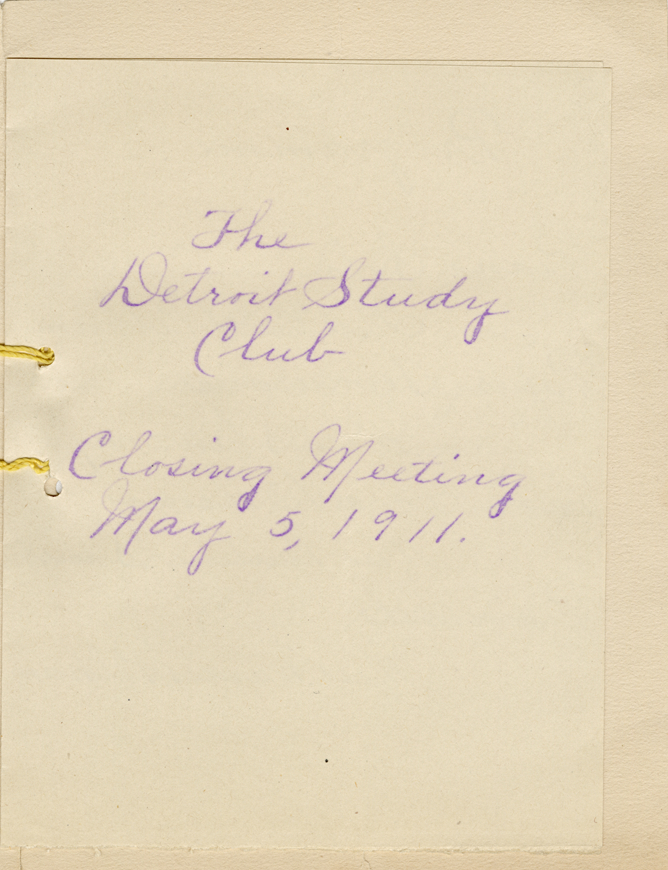 The
Detroit Study
Club
Closing Meeting
May 5, 1911.